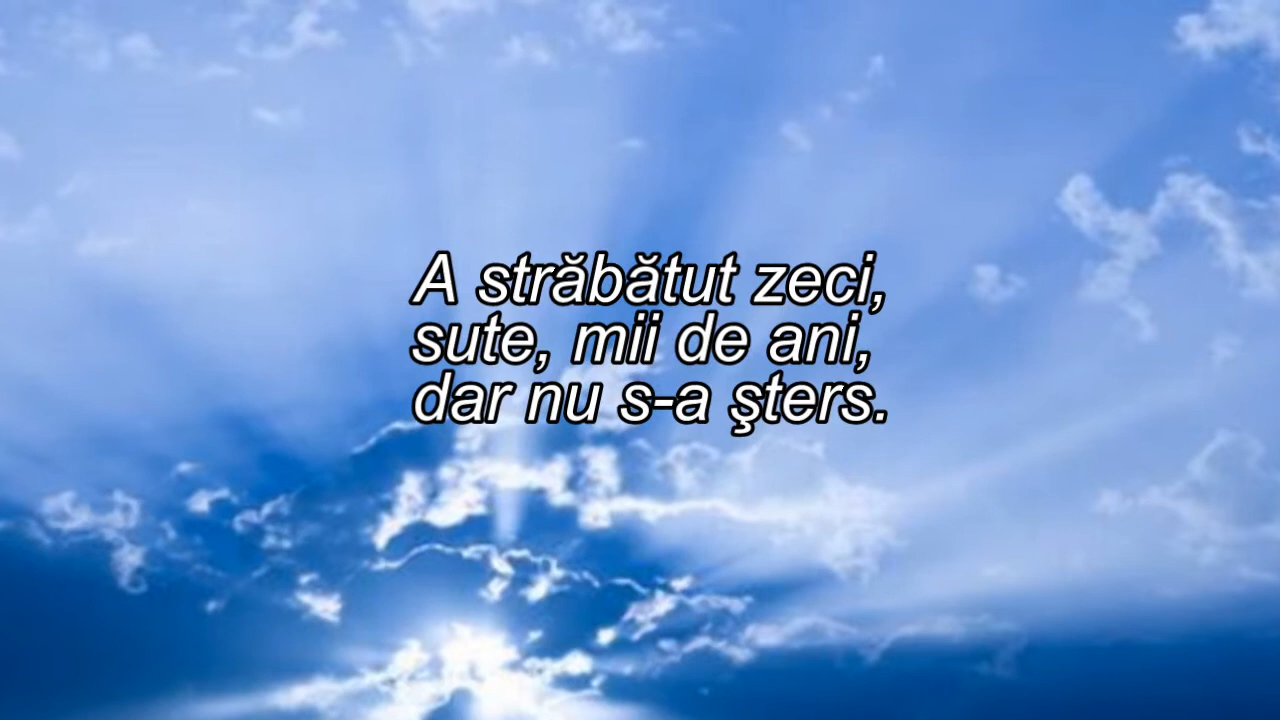 A străbătut zeci,
sute, mii de ani,
dar nu s-a şters.